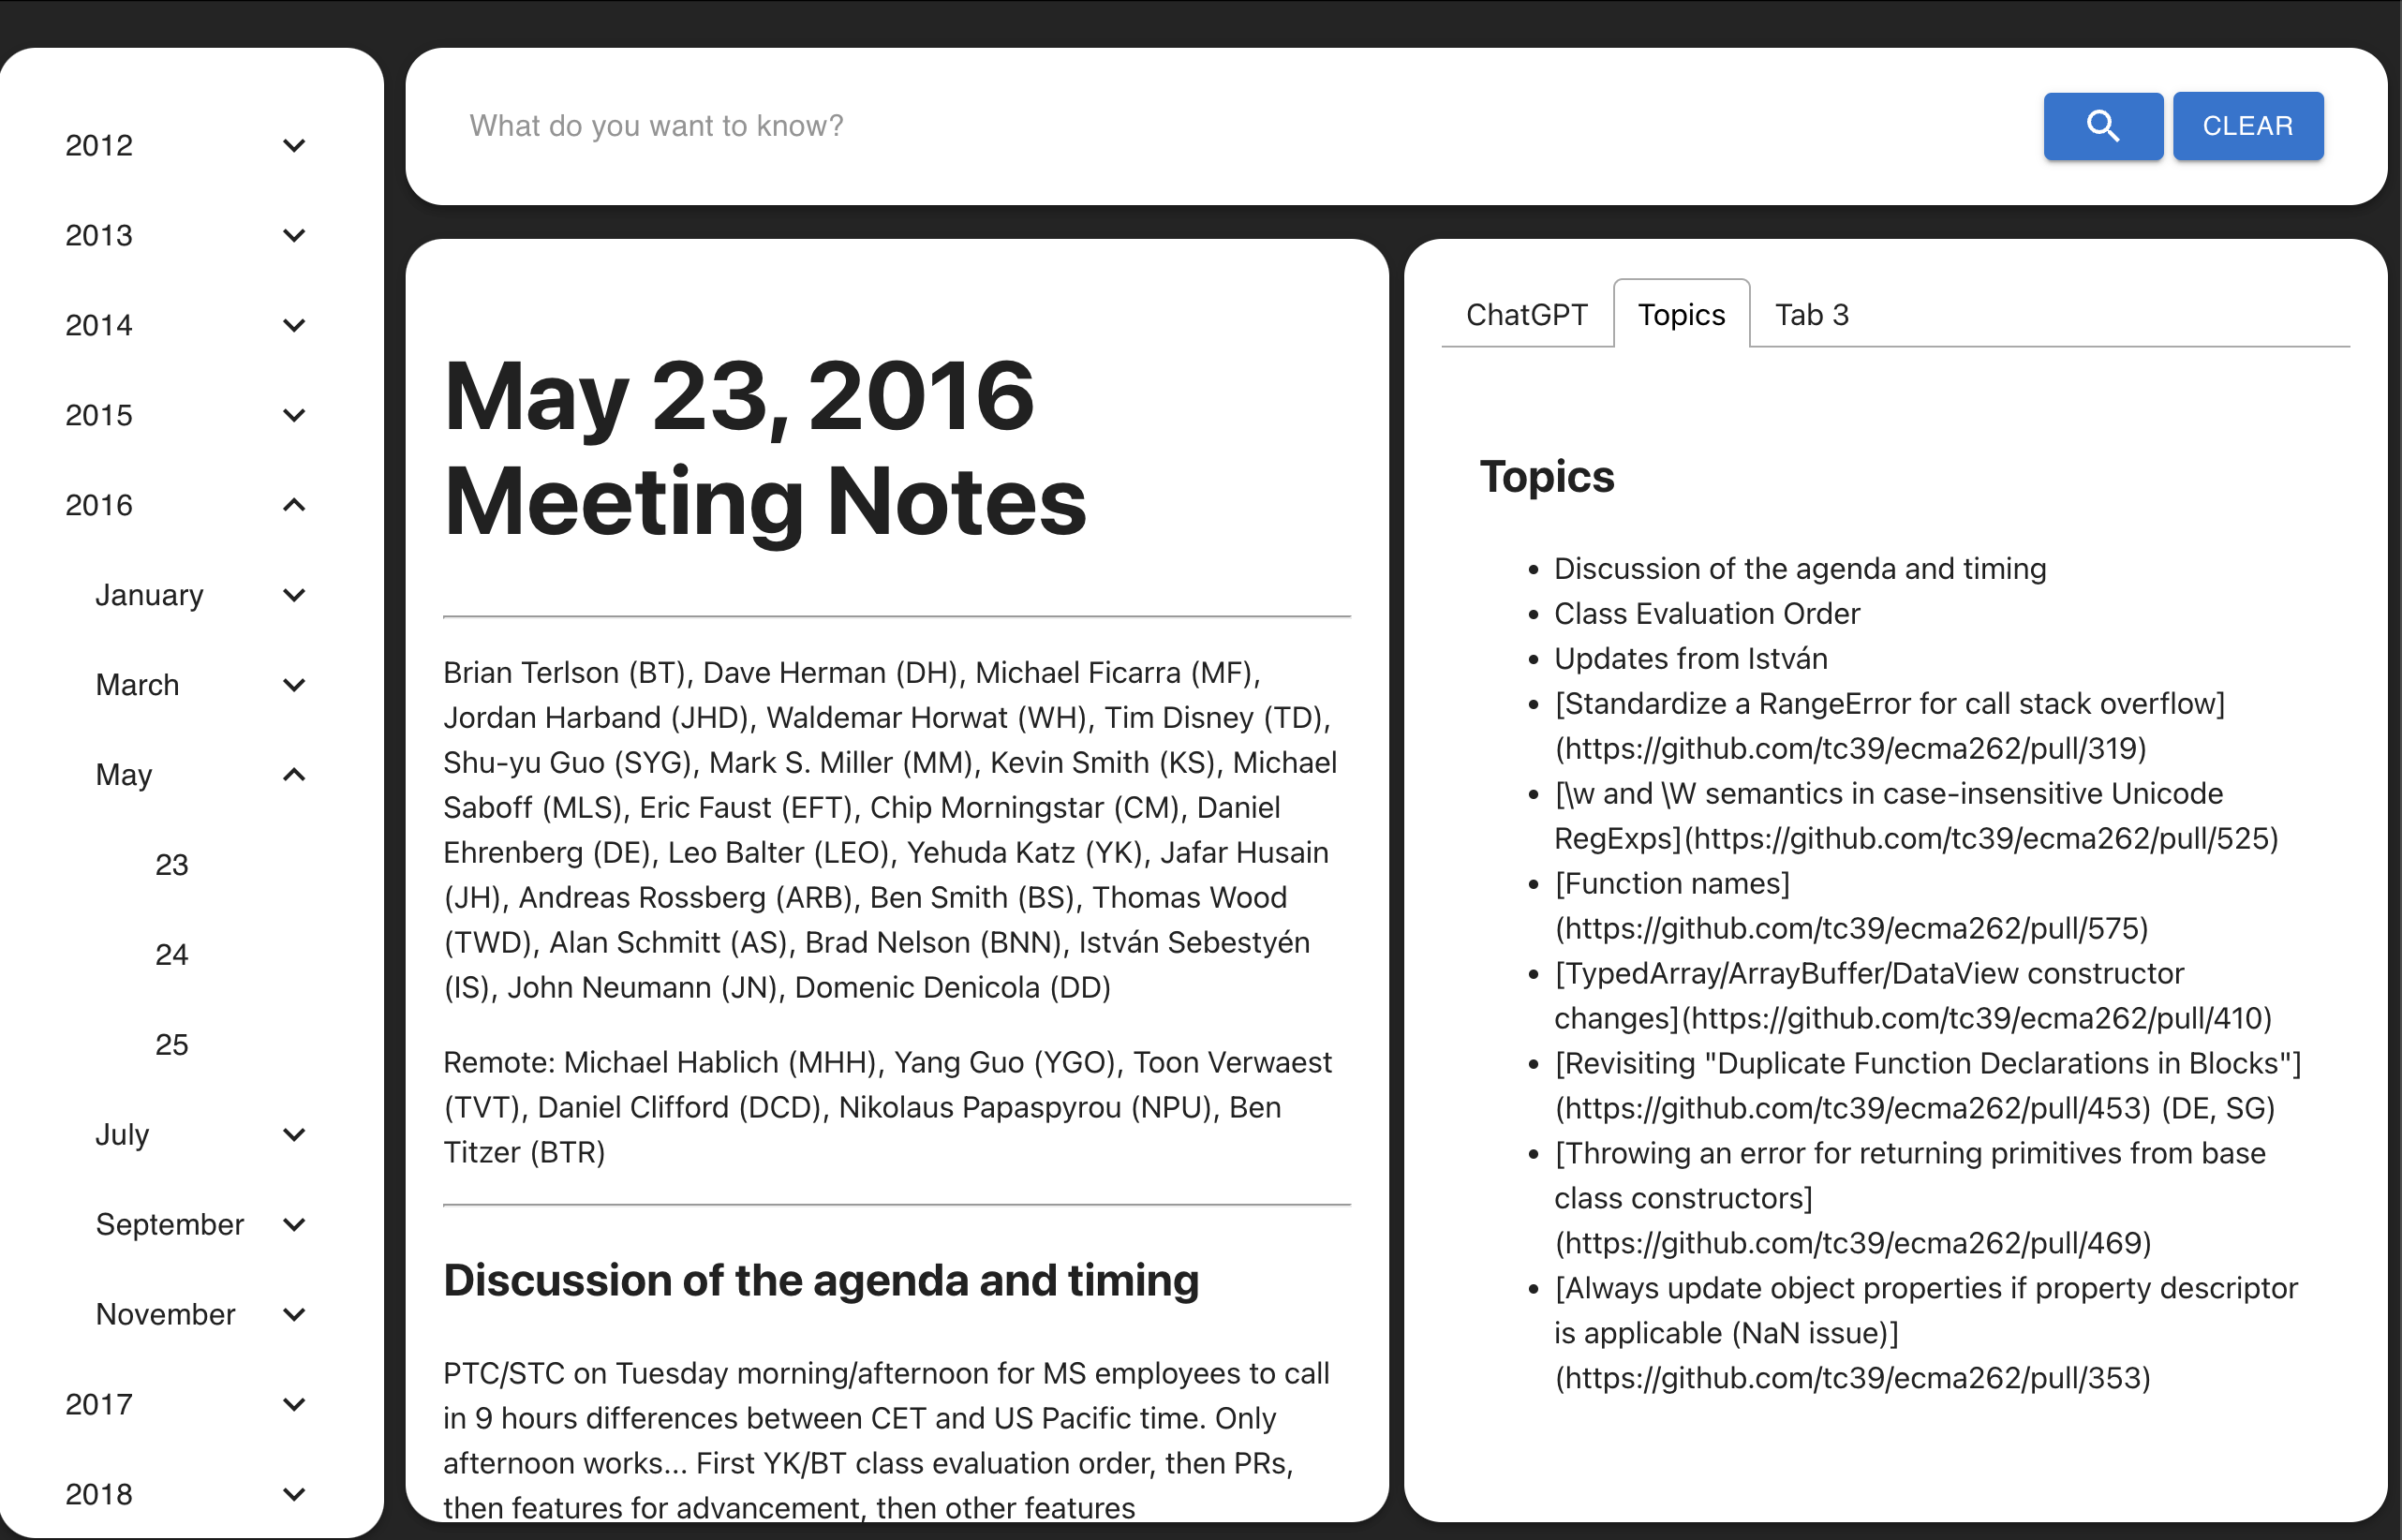 2012
2013
2014
2015
2016
January
March
May
23
24
25
July
September
November
2017
2018
What do you want to know?
CLEAR
May 23, 2016
Meeting Notes
Brian Terlson (BT), Dave Herman (DH), Michael Ficarra (MF),
Jordan Harband (JHD), Waldemar Horwat (WH), Tim Disney (TD),
Shu-yu Guo (SYG), Mark S. Miller (MM), Kevin Smith (KS), Michael
Saboff (MLS), Eric Faust (EFT), Chip Morningstar (CM), Daniel
Ehrenberg (DE), Leo Balter (LEO), Yehuda Katz (YK), Jafar Husain
(JH), Andreas Rossberg (ARB), Ben Smith (BS), Thomas Wood
(TWD), Alan Schmitt (AS), Brad Nelson (BNN), István Sebestyén
(IS), John Neumann (JN), Domenic Denicola (DD)
Remote: Michael Hablich (MHH), Yang Guo (YGO), Toon Verwaest
(TVT), Daniel Clifford (DCD), Nikolaus Papaspyrou (NPU), Ben
Titzer (BTR)
Discussion of the agenda and timing
PTC/STC on Tuesday morning/afternoon for MS employees to call
in 9 hours differences between CET and US Pacific time. Only
afternoon works... First YK/BT class evaluation order, then PRs,
then features for advancement, then other features
ChatGPT
Topics
Tab 3
Topics
• Discussion of the agenda and timing
• Class Evaluation Order
• Updates from István
• [Standardize a RangeError for call stack overflow]
(https://github.com/tc39/ecma262/pull/319)
• [\w and \W semantics in case-insensitive Unicode
RegExps](https://github.com/tc39/ecma262/pull/525)
• [Function names]
(https://github.com/tc39/ecma262/pull/575)
• [TypedArray/ArrayBuffer/DataView constructor
changes](https://github.com/tc39/ecma262/pull/410)
• [Revisiting "Duplicate Function Declarations in Blocks"]
(https://github.com/tc39/ecma262/pull/453) (DE, SG)
• [Throwing an error for returning primitives from base
class constructors]
(https://github.com/tc39/ecma262/pull/469)
• [Always update object properties if property descriptor
is applicable (NaN issue)]
(https://github.com/tc39/ecma262/pull/353)